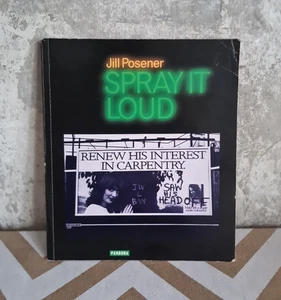 Jill Posener
SPRAY IT
LOUD
RENEW HIS INTEREST
IN CARPENTRY.
SAW
HIS
HEAD OFF
PANDORA